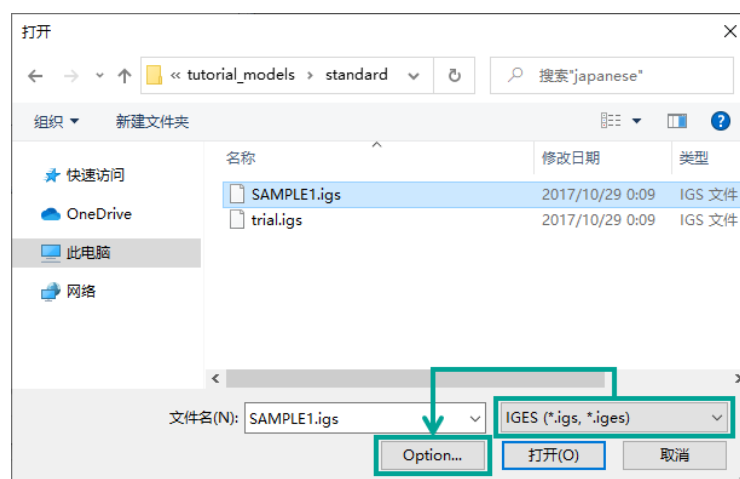 打开
« tutorial_models › standard
搜索"japanese"
组织
新建文件夹
名称
修改日期
类型
快速访问
OneDrive
此电脑
网络
SAMPLE1.igs 2017/10/29 0:09 IGS 文件
trial.igs 2017/10/29 0:09 IGS 文件
文件名(N): SAMPLE1.igs
IGES (*.igs, *.iges)
Option...
打开(O)
取消